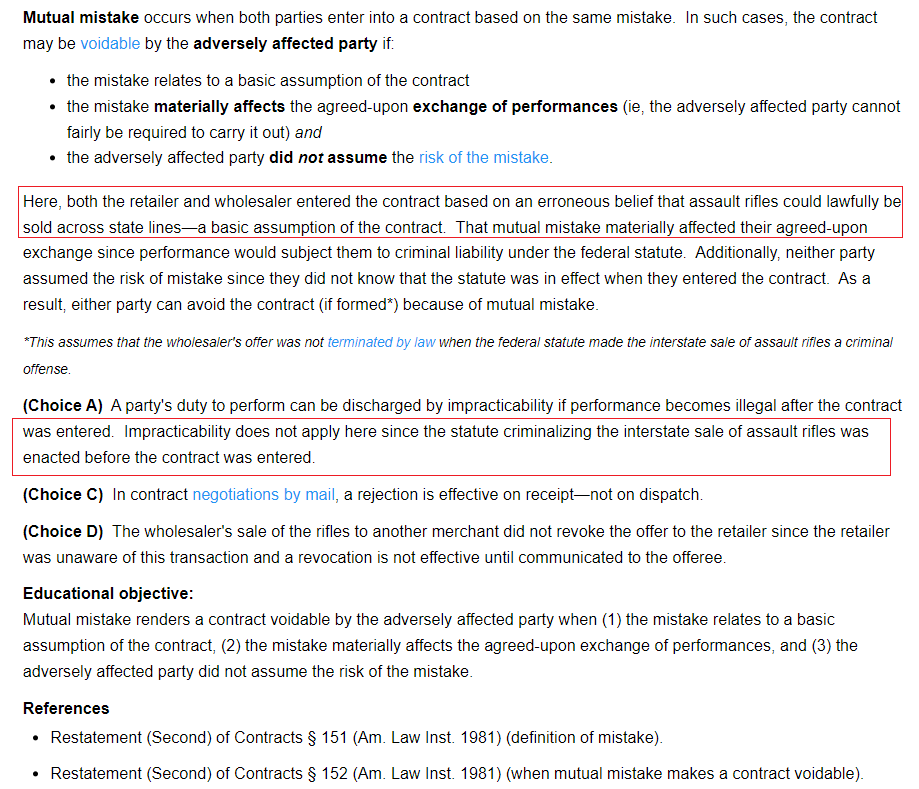 Mutual mistake occurs when both parties enter into a contract based on the same mistake. In such cases, the contract
may be voidable by the adversely affected party if:
• the mistake relates to a basic assumption of the contract
• the mistake materially affects the agreed-upon exchange of performances (ie, the adversely affected party cannot
fairly be required to carry it out) and
• the adversely affected party did not assume the risk of the mistake.
Here, both the retailer and wholesaler entered the contract based on an erroneous belief that assault rifles could lawfully be
sold across state lines—a basic assumption of the contract. That mutual mistake materially affected their agreed-upon
exchange since performance would subject them to criminal liability under the federal statute. Additionally, neither party
assumed the risk of mistake since they did not know that the statute was in effect when they entered the contract. As a
result, either party can avoid the contract (if formed*) because of mutual mistake.
*This assumes that the wholesaler's offer was not terminated by law when the federal statute made the interstate sale of assault rifles a criminal
offense.
(Choice A) A party's duty to perform can be discharged by impracticability if performance becomes illegal after the contract
was entered. Impracticability does not apply here since the statute criminalizing the interstate sale of assault rifles was
enacted before the contract was entered.
(Choice C) In contract negotiations by mail, a rejection is effective on receipt—not on dispatch.
(Choice D) The wholesaler's sale of the rifles to another merchant did not revoke the offer to the retailer since the retailer
was unaware of this transaction and a revocation is not effective until communicated to the offeree.
Educational objective:
Mutual mistake renders a contract voidable by the adversely affected party when (1) the mistake relates to a basic
assumption of the contract, (2) the mistake materially affects the agreed-upon exchange of performances, and (3) the
adversely affected party did not assume the risk of the mistake.
References
• Restatement (Second) of Contracts § 151 (Am. Law Inst. 1981) (definition of mistake).
• Restatement (Second) of Contracts § 152 (Am. Law Inst. 1981) (when mutual mistake makes a contract voidable).